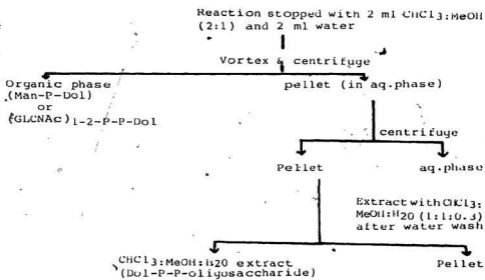 Reaction stopped with 2 ml CHCl3:MeOH
(2:1) and 2 ml water
Vortex & centrifuge
Organic phase
(Man-P-Dol)
or
(GLCNAc)1-2-P-P-Dol
pellet (in aq.phase)
centrifuge
Pellet
aq.phase
Extract with CHCl3:
MeOH:H20 (1:1:0.3)
after water wash
CHCl3:MeOH:H20 extract
(Dol-P-P-oligosaccharide)
Pellet